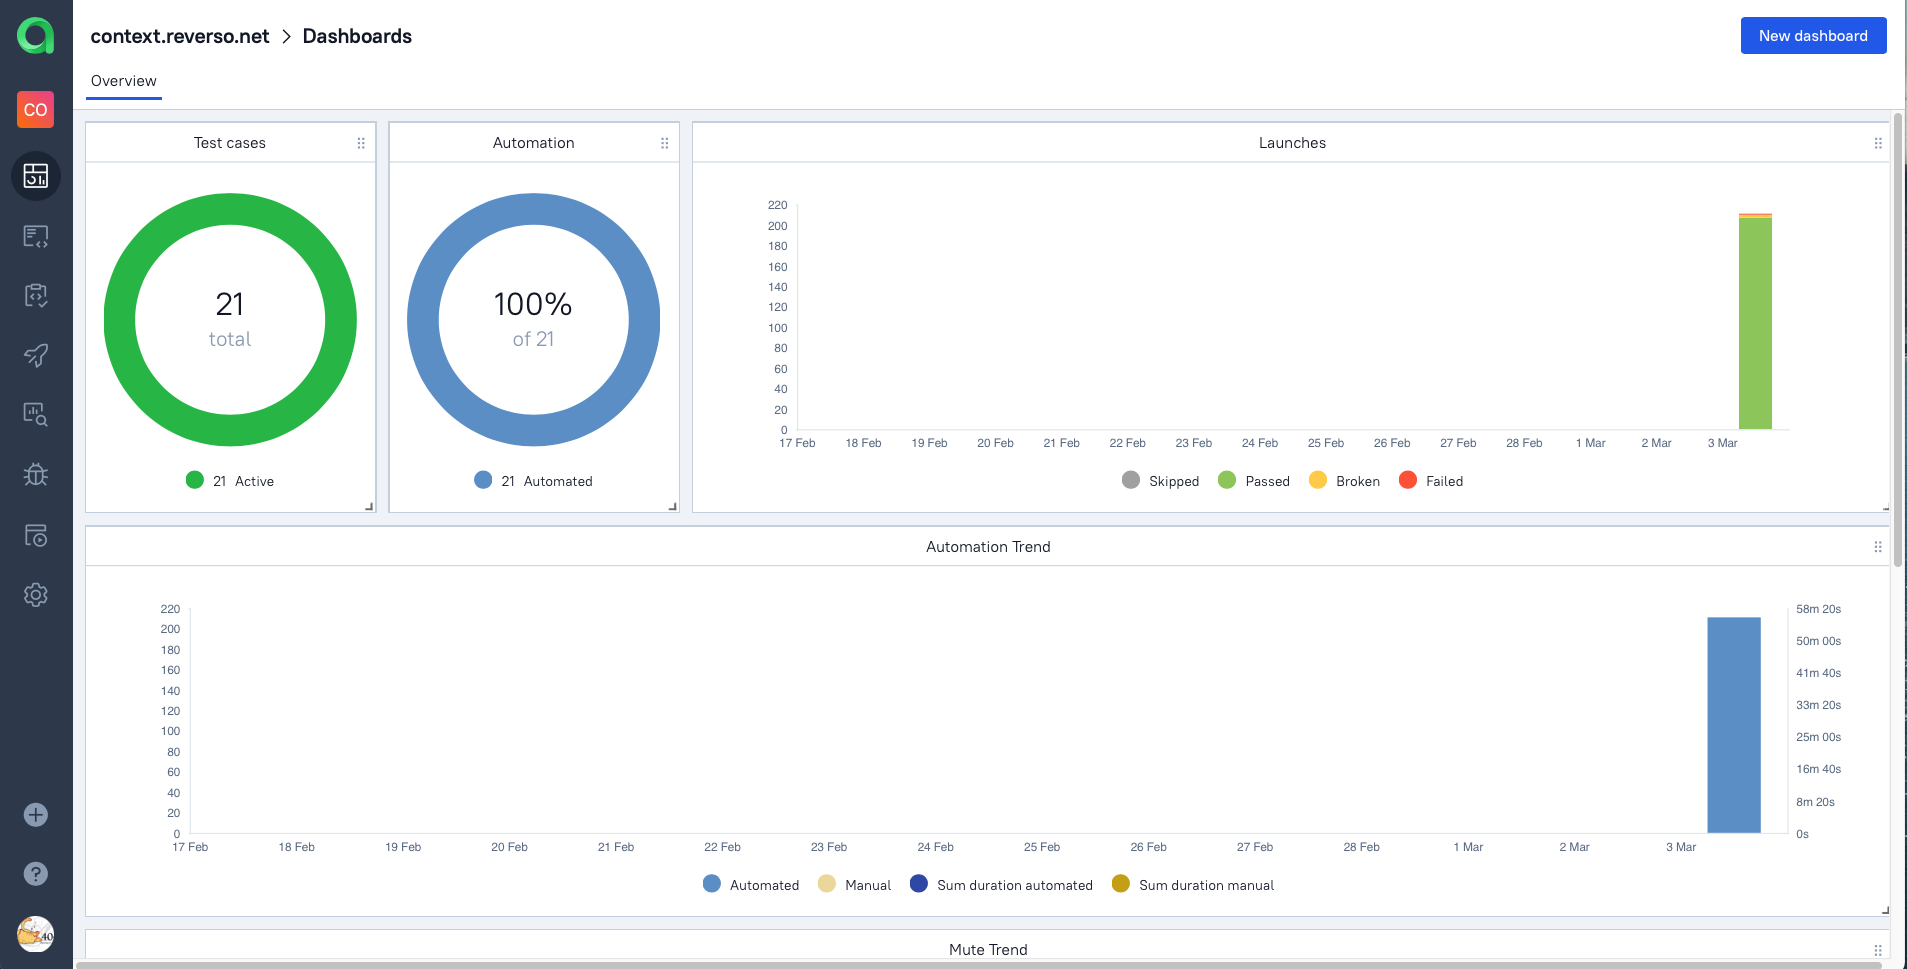 context.reverso.net > Dashboards
New dashboard
CO
Overview
Test cases
21
total
21 Active
Automation
100%
of 21
21 Automated
Launches
220
200
180
160
140
120
100
80
60
40
20
0
17 Feb 18 Feb 19 Feb 20 Feb 21 Feb 22 Feb 23 Feb 24 Feb 25 Feb 26 Feb 27 Feb 28 Feb 1 Mar 2 Mar 3 Mar
Skipped Passed Broken Failed
Automation Trend
220
200
180
160
140
120
100
80
60
40
20
0
58m 20s
50m 00s
41m 40s
33m 20s
25m 00s
16m 40s
8m 20s
0s
17 Feb 18 Feb 19 Feb 20 Feb 21 Feb 22 Feb 23 Feb 24 Feb 25 Feb 26 Feb 27 Feb 28 Feb 1 Mar 2 Mar 3 Mar
Automated Manual Sum duration automated Sum duration manual
?
Mute Trend